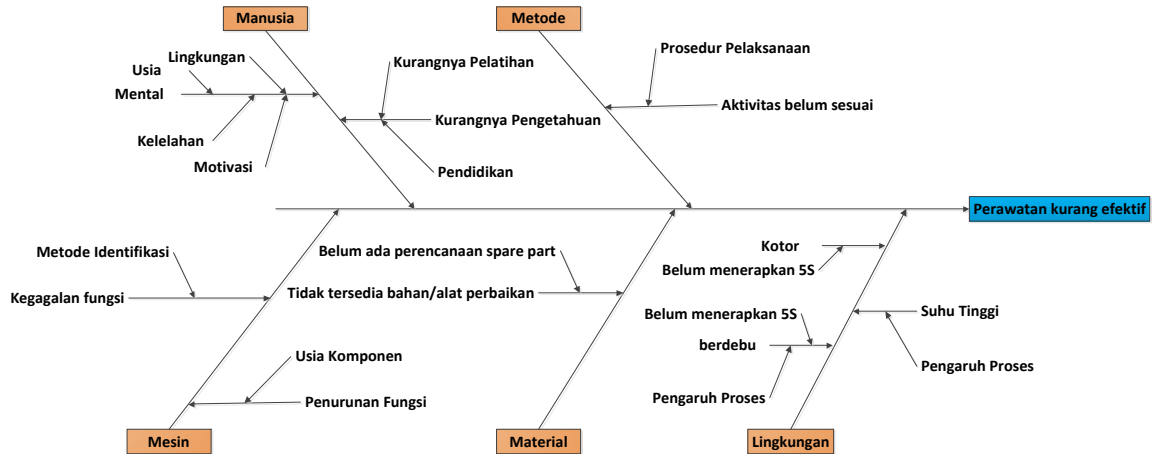 Manusia
Metode
Lingkungan
Usia
Mental
Kelelahan
Motivasi
Kurangnya Pelatihan
Kurangnya Pengetahuan
Pendidikan
Prosedur Pelaksanaan
Aktivitas belum sesuai
Perawatan kurang efektif
Metode Identifikasi
Kegagalan fungsi
Usia Komponen
Penurunan Fungsi
Belum ada perencanaan spare part
Tidak tersedia bahan/alat perbaikan
Kotor
Belum menerapkan 5S
Belum menerapkan 5S
berdebu
Pengaruh Proses
Suhu Tinggi
Pengaruh Proses
Mesin
Material
Lingkungan